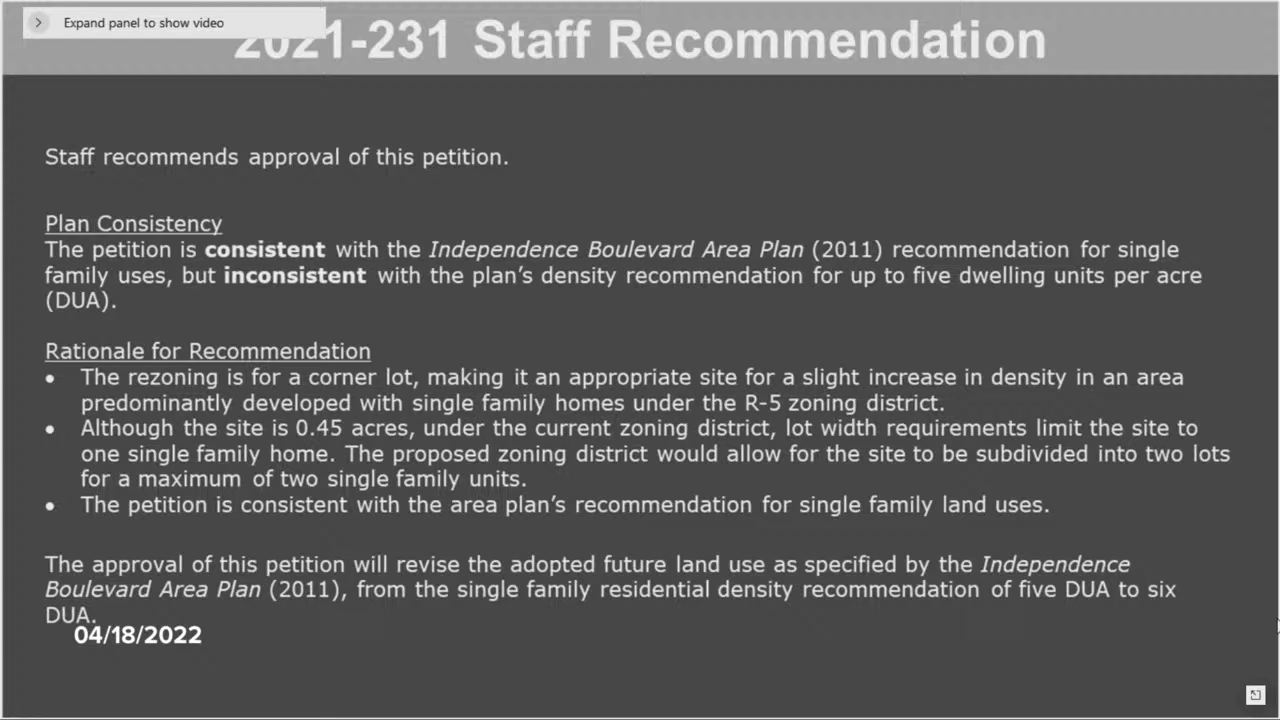 Expand panel to show video
2021-231 Staff Recommendation
Staff recommends approval of this petition.
Plan Consistency
The petition is consistent with the Independence Boulevard Area Plan (2011) recommendation for single
family uses, but inconsistent with the plan's density recommendation for up to five dwelling units per acre
(DUA).
Rationale for Recommendation
• The rezoning is for a corner lot, making it an appropriate site for a slight increase in density in an area
predominantly developed with single family homes under the R-5 zoning district.
• Although the site is 0.45 acres, under the current zoning district, lot width requirements limit the site to
one single family home. The proposed zoning district would allow for the site to be subdivided into two lots
for a maximum of two single family units.
• The petition is consistent with the area plan's recommendation for single family land uses.
The approval of this petition will revise the adopted future land use as specified by the Independence
Boulevard Area Plan (2011), from the single family residential density recommendation of five DUA to six
DUA.
04/18/2022